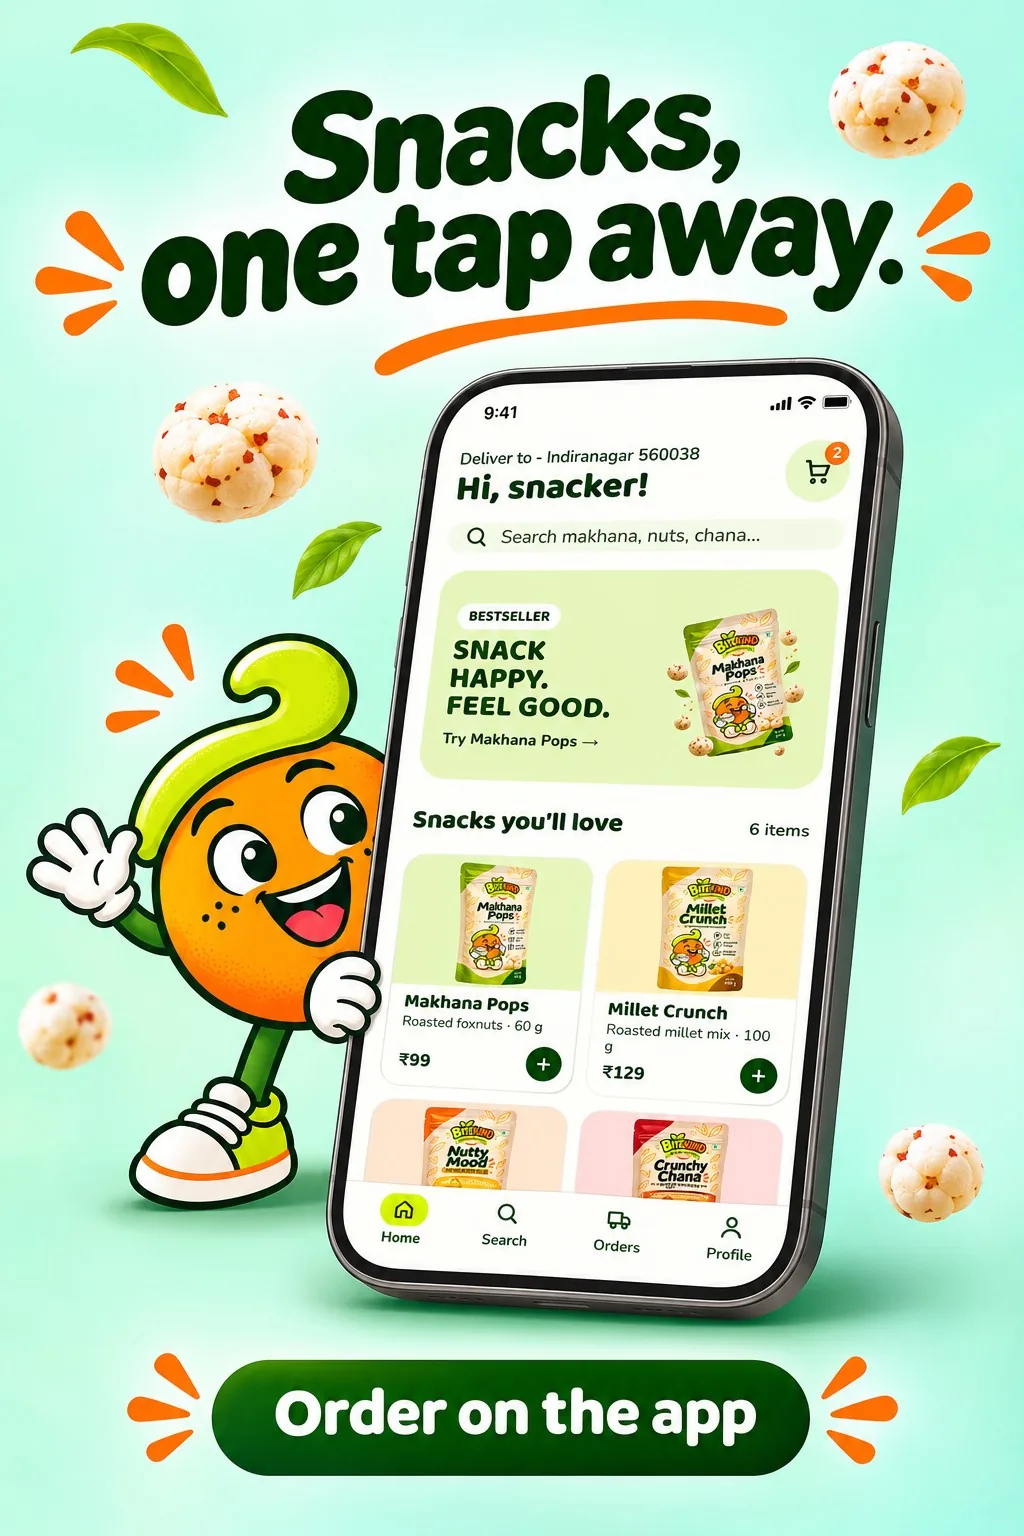 Snacks,
one tap away.
9:41
Deliver to - Indiranagar 560038
Hi, snacker!
2
Search makhana, nuts, chana...
BESTSELLER
SNACK
HAPPY.
FEEL GOOD.
Try Makhana Pops →
Makhana
Pops
Snacks you'll love
6 items
Makhana
Pops
Millet
Crunch
Makhana Pops
Roasted foxnuts · 60 g
₹99
+
Millet Crunch
Roasted millet mix · 100
g
₹129
+
Nutty
Mood
Crunchy
Chana
Home
Search
Orders
Profile
Order on the app